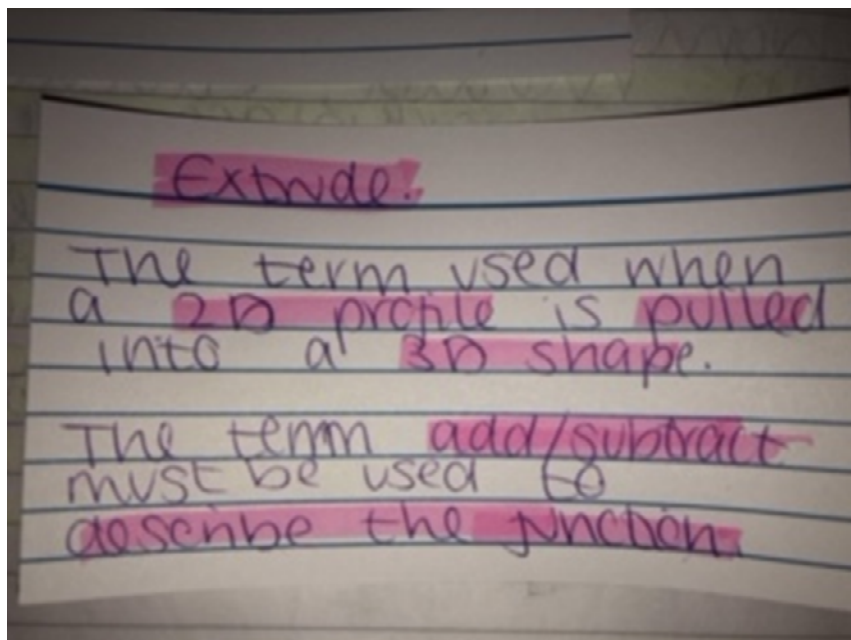 Extrude.
The term used when
a 2D profile is pulled
into a 3D shape.
The term add/subtract
must be used to
describe the function.